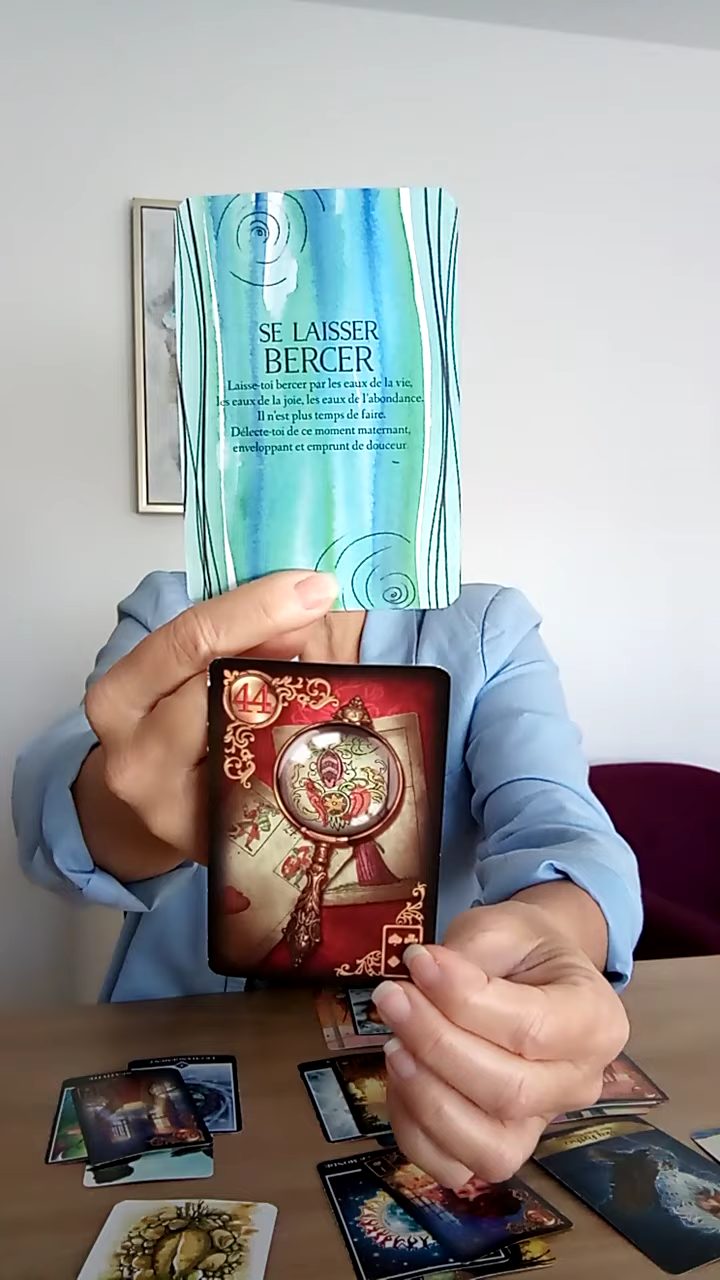 SE LAISSER
BERCER
Laisse-toi bercer par les eaux de la vie,
les eaux de la joie, les eaux de l'abondance.
Il n'est plus temps de faire.
Délecte-toi de ce moment maternant,
enveloppant et emprunt de douceur
44
LE MONDE